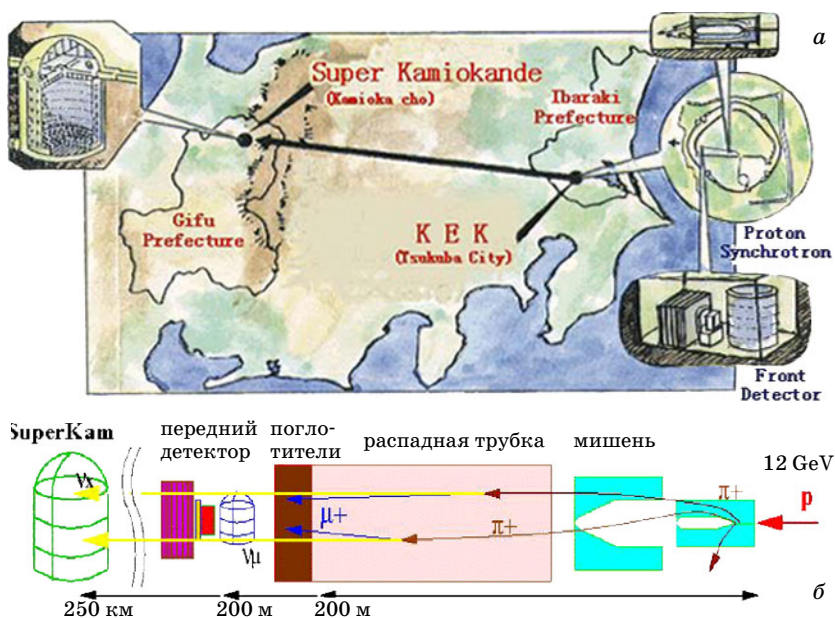 а
Super Kamiokande
(Kamioka cho)
Ibaraki
Prefecture
Gifu
Prefecture
K E K
(Tsukuba City)
Proton
Synchrotron
Front
Detector
SuperKam
передний
детектор
погло-
тители
распадная трубка
мишень
12 GeV
νx
μ+
π+
π+
p
νμ
б
250 км
200 м
200 м